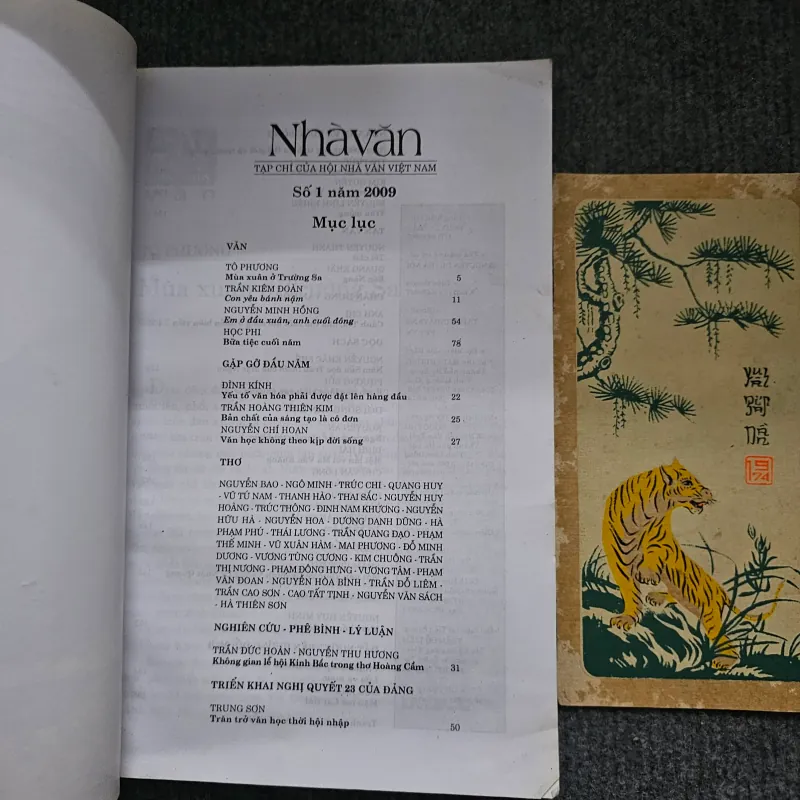 Nhàvăn
TẠP CHÍ CỦA HỘI NHÀ VĂN VIỆT NAM
Số 1 năm 2009
Mục lục
VĂN
TÔ PHƯƠNG
Mùa xuân ở Trường Sa 5
TRẦN KIÊM ĐOÀN
Con yêu bánh nậm 11
NGUYỄN MINH HỒNG
Em ở đầu xuân, anh cuối đông 54
HỌC PHI
Bữa tiệc cuối năm 78
GẶP GỠ ĐẦU NĂM
ĐÌNH KÍNH
Yếu tố văn hóa phải được đặt lên hàng đầu 22
TRẦN HOÀNG THIÊN KIM
Bản chất của sáng tạo là cô đơn 25
NGUYỄN CHÍ HOAN
Văn học không theo kịp đời sống 27
THƠ
NGUYỄN BAO - NGÔ MINH - TRÚC CHI - QUANG HUY
- VŨ TÚ NAM - THANH HẢO - THAI SẮC - NGUYỄN HUY
HOÀNG - TRÚC THÔNG - ĐINH NAM KHƯƠNG - NGUYỄN
HỮU HÀ - NGUYỄN HOA - DƯƠNG DANH DŨNG - HÀ
PHẠM PHÚ - THÁI LƯƠNG - TRẦN QUANG ĐẠO - PHẠM
THẾ MINH - VŨ XUÂN HÀM - MAI PHƯƠNG - ĐỖ MINH
DƯƠNG - VƯƠNG TÙNG CƯƠNG - KIM CHUÔNG - TRẦN
THỊ NƯƠNG - PHẠM ĐÔNG HƯNG - VƯƠNG TÂM - PHẠM
VÂN ĐOAN - NGUYỄN HÒA BÌNH - TRẦN ĐỖ LIÊM -
TRẦN CAO SƠN - CAO TẤT TỊNH - NGUYỄN VĂN SÁCH
- HÀ THIÊN SƠN
NGHIÊN CỨU - PHÊ BÌNH - LÝ LUẬN
TRẦN ĐỨC HOÀN - NGUYỄN THU HƯƠNG
Không gian lễ hội Kinh Bắc trong thơ Hoàng Cầm 31
TRIỂN KHAI NGHỊ QUYẾT 23 CỦA ĐẢNG
TRUNG SƠN
Trăn trở văn học thời hội nhập 50